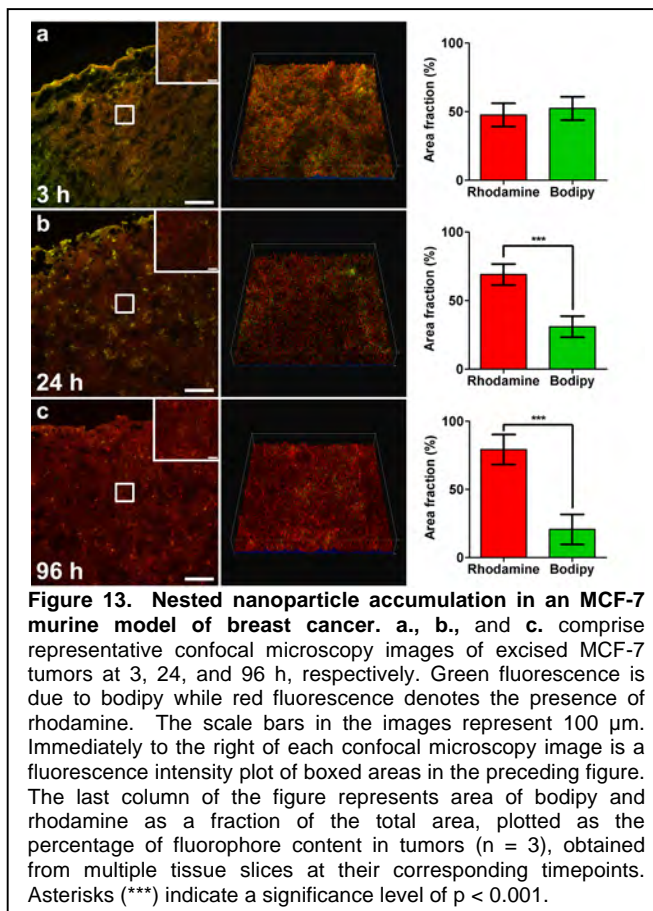 a
3 h
100
50
0
Area fraction (%)
Rhodamine
Bodipy
b
24 h
***
100
50
0
Area fraction (%)
Rhodamine
Bodipy
c
96 h
***
100
50
0
Area fraction (%)
Rhodamine
Bodipy
Figure 13. Nested nanoparticle accumulation in an MCF-7
murine model of breast cancer. a., b., and c. comprise
representative confocal microscopy images of excised MCF-7
tumors at 3, 24, and 96 h, respectively. Green fluorescence is
due to bodipy while red fluorescence denotes the presence of
rhodamine. The scale bars in the images represent 100 µm.
Immediately to the right of each confocal microscopy image is a
fluorescence intensity plot of boxed areas in the preceding figure.
The last column of the figure represents area of bodipy and
rhodamine as a fraction of the total area, plotted as the
percentage of fluorophore content in tumors (n = 3), obtained
from multiple tissue slices at their corresponding timepoints.
Asterisks (***) indicate a significance level of p < 0.001.